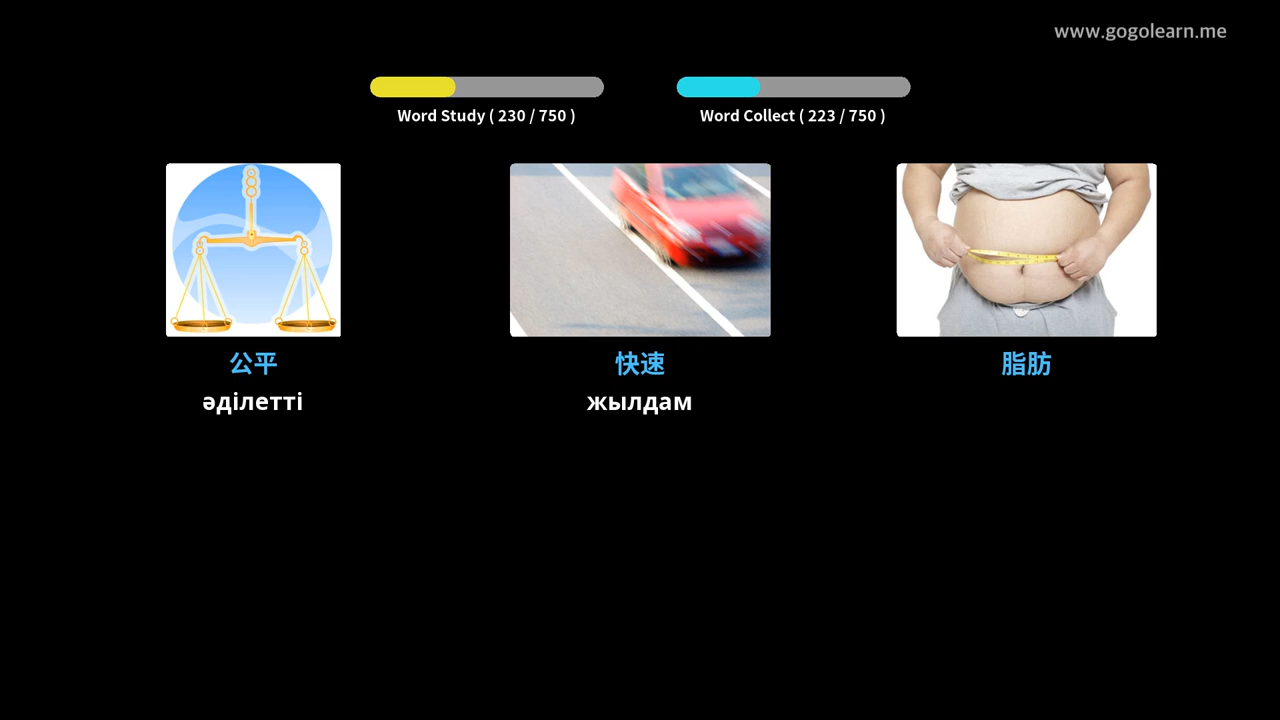 www.gogolearn.me
Word Study ( 230 / 750 )
Word Collect ( 223 / 750 )
公平
快速
脂肪
әділетті
жылдам